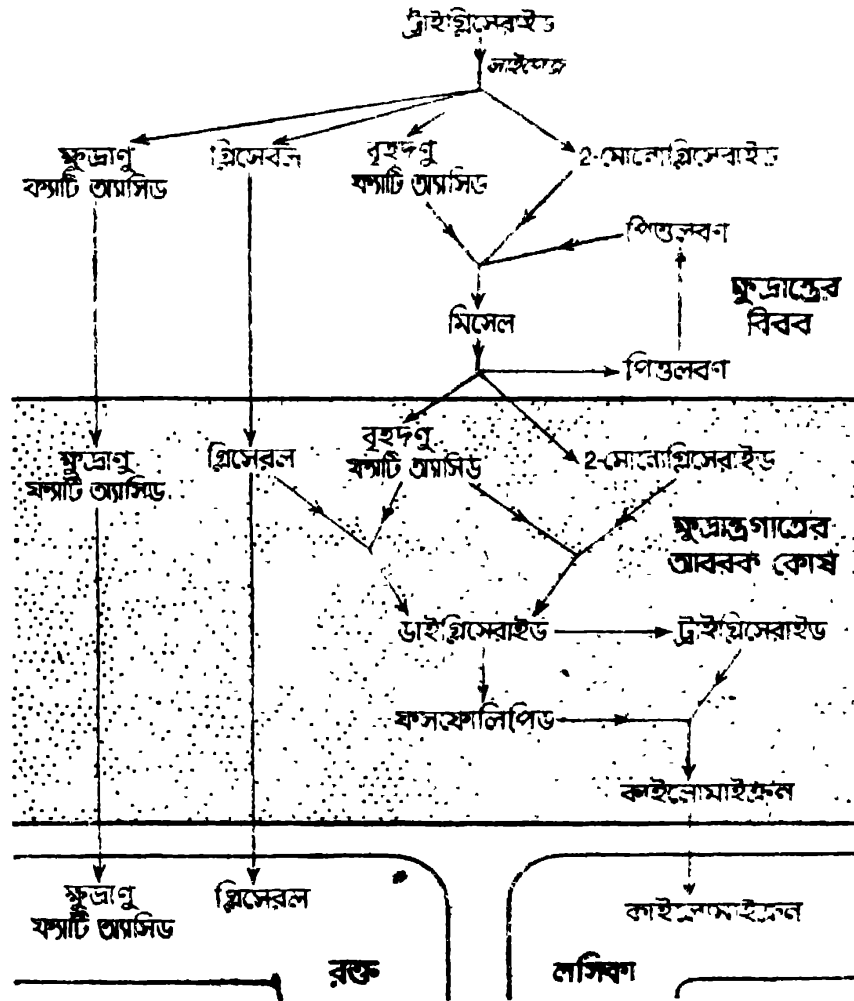 ট্রাইগ্লিসেরাইড
লাইপেজ
ক্ষুদ্রাণু
ফ্যাটি অ্যাসিড
গ্লিসেরল
বৃহদণু
ফ্যাটি অ্যাসিড
2-মোনোগ্লিসেরাইড
পিত্তলবণ
ক্ষুদ্রান্ত্রের
বিবর
মিসেল
পিত্তলবণ
ক্ষুদ্রাণু
ফ্যাটি অ্যাসিড
গ্লিসেরল
বৃহদণু
ফ্যাটি অ্যাসিড
2-মোনোগ্লিসেরাইড
ক্ষুদ্রান্ত্রগাত্রের
আবরক কোষ
ডাইগ্লিসেরাইড
ট্রাইগ্লিসেরাইড
ফসফোলিপিড
কাইলোমাইক্রন
ক্ষুদ্রাণু
ফ্যাটি অ্যাসিড
গ্লিসেরল
কাইলোমাইক্রন
রক্ত
লসিকা